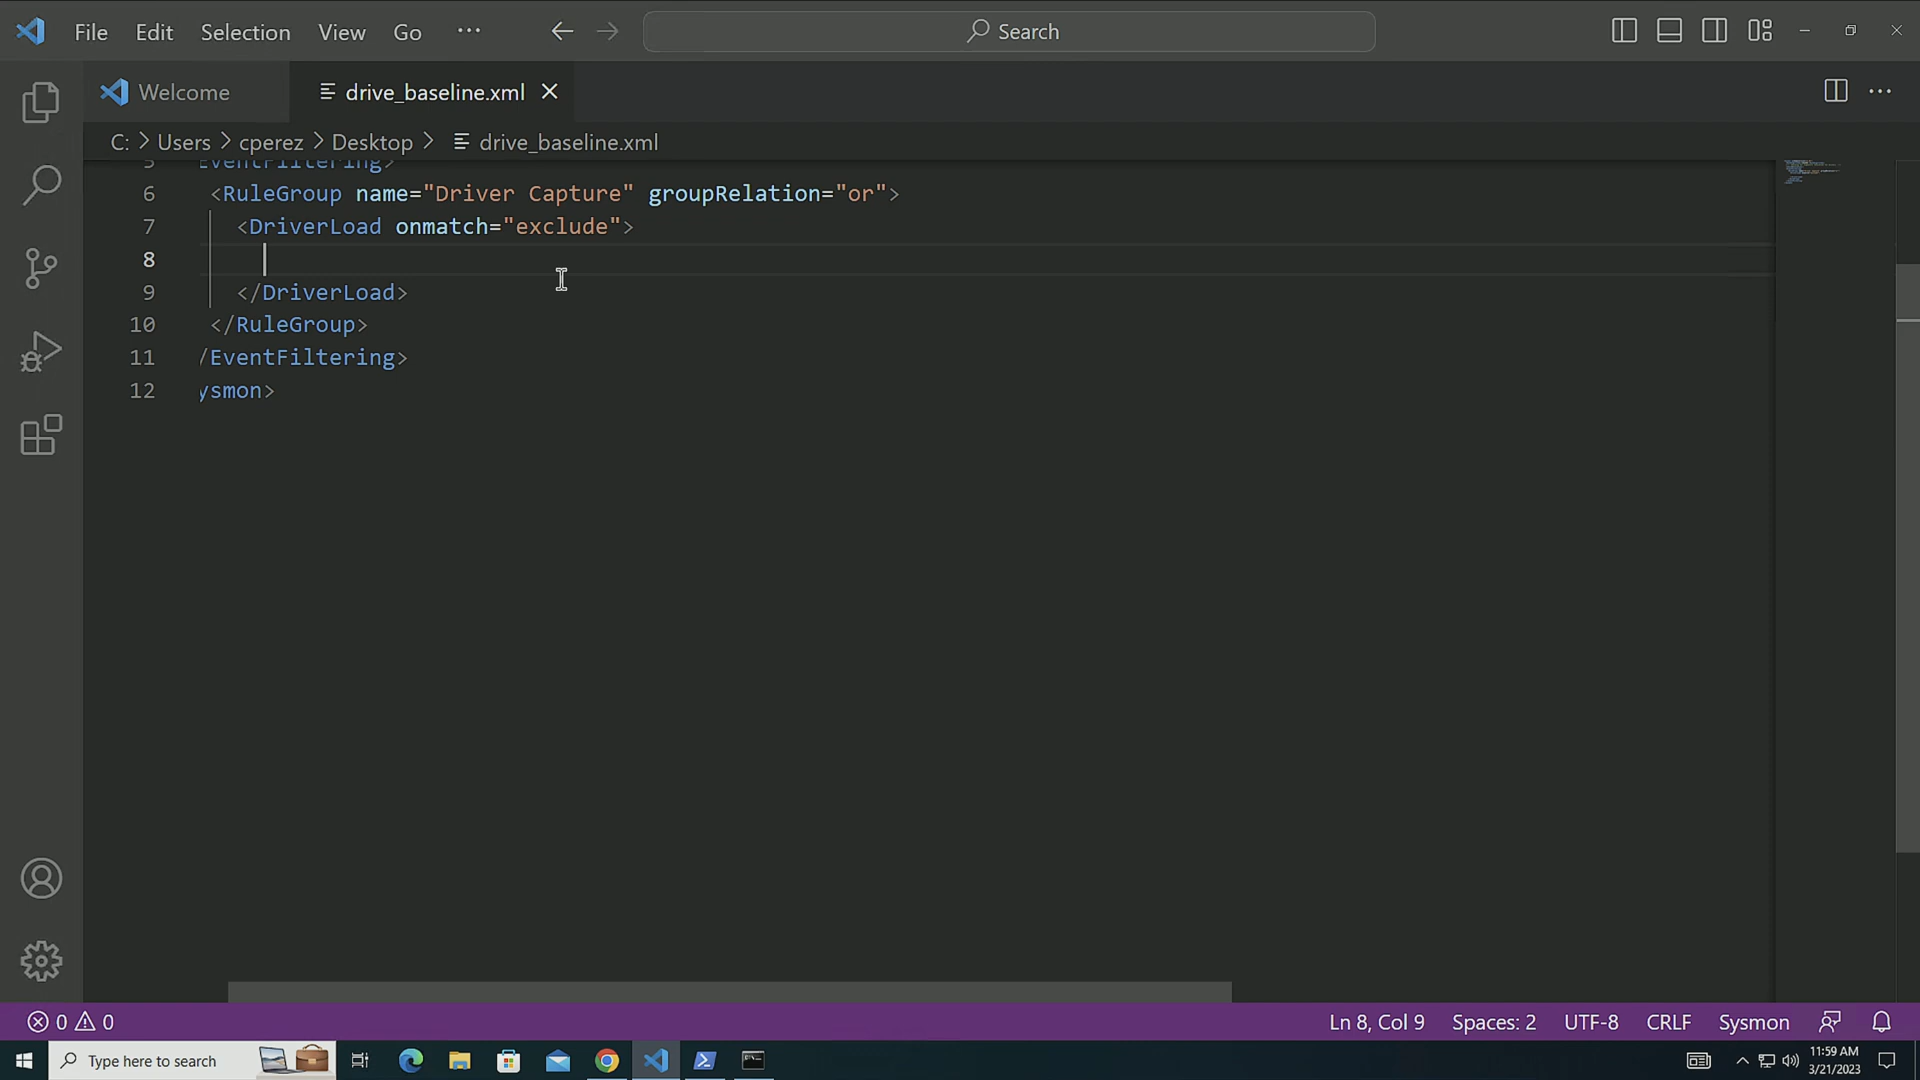 File Edit Selection View Go ··· Search
Welcome drive_baseline.xml
C: > Users > cperez > Desktop > drive_baseline.xml
5 EventFiltering>
6 <RuleGroup name="Driver Capture" groupRelation="or">
7 <DriverLoad onmatch="exclude">
8
9 </DriverLoad>
10 </RuleGroup>
11 /EventFiltering>
12 ysmon>
0 0 Ln 8, Col 9 Spaces: 2 UTF-8 CRLF Sysmon
Type here to search
11:59 AM
3/21/2023